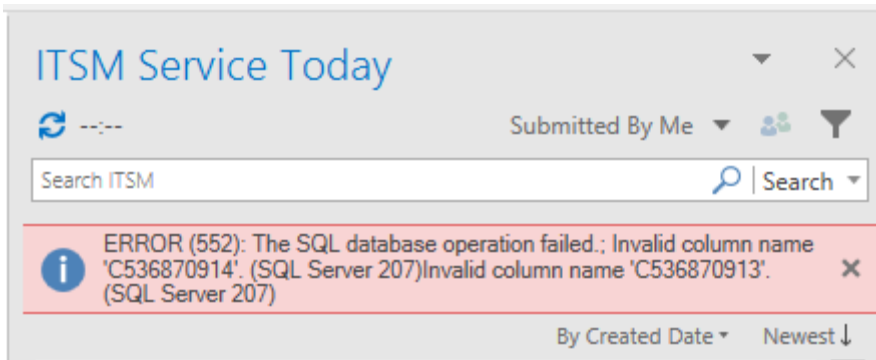 ITSM Service Today
--:--
Submitted By Me
Search ITSM
Search
ERROR (552): The SQL database operation failed.; Invalid column name
'C536870914'. (SQL Server 207)Invalid column name 'C536870913'.
(SQL Server 207)
By Created Date
Newest